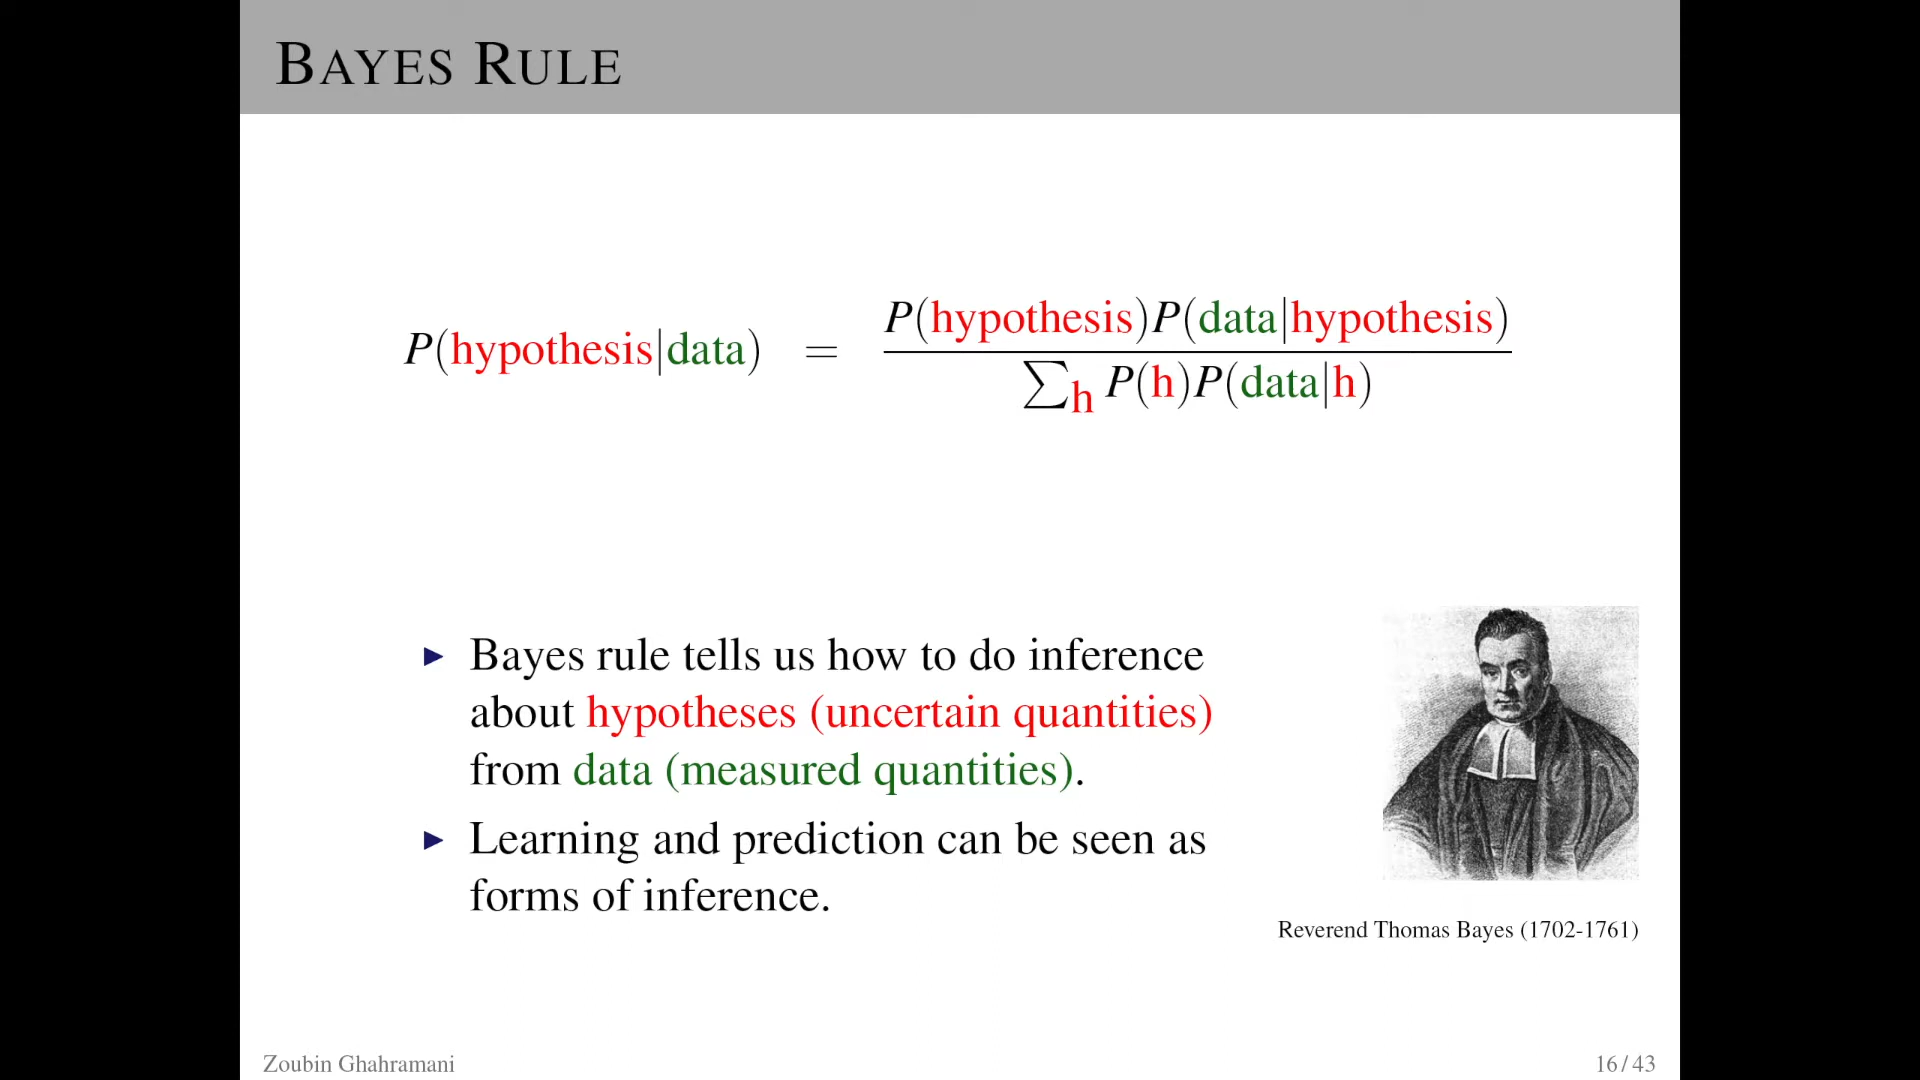 BAYES RULE
P(hypothesis|data) = P(hypothesis)P(data|hypothesis)
∑h P(h)P(data|h)
▶ Bayes rule tells us how to do inference
about hypotheses (uncertain quantities)
from data (measured quantities).
▶ Learning and prediction can be seen as
forms of inference.
Reverend Thomas Bayes (1702-1761)
Zoubin Ghahramani
16 / 43